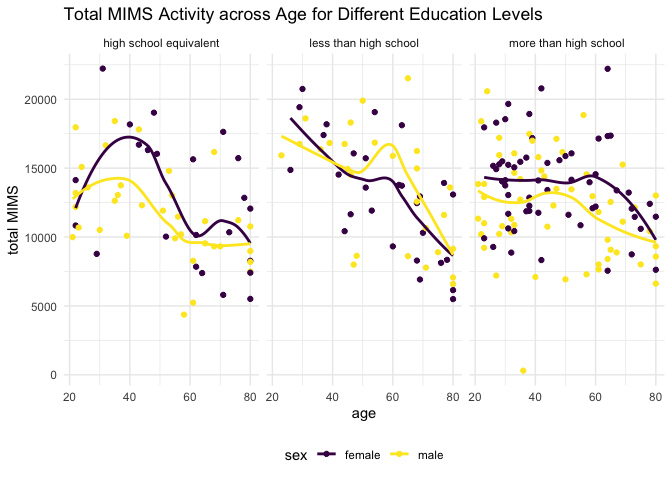 Total MIMS Activity across Age for Different Education Levels
high school equivalent less than high school more than high school
total MIMS
20000
15000
10000
5000
0
20 40 60 80 20 40 60 80 20 40 60 80
age
sex female male